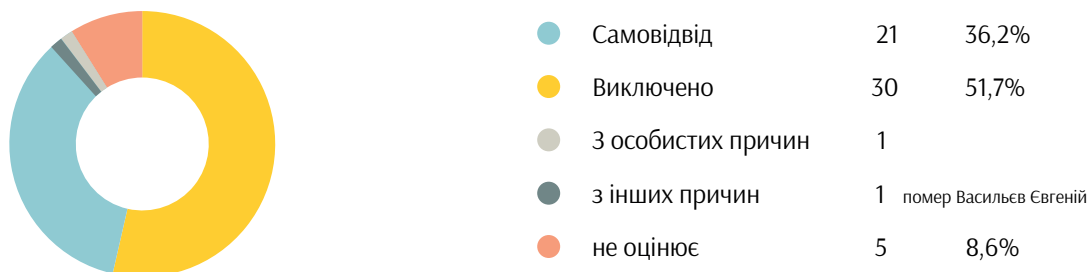 Самовідвід 21 36,2%
Виключено 30 51,7%
З особистих причин 1
з інших причин 1 помер Васильєв Євгеній
не оцінює 5 8,6%